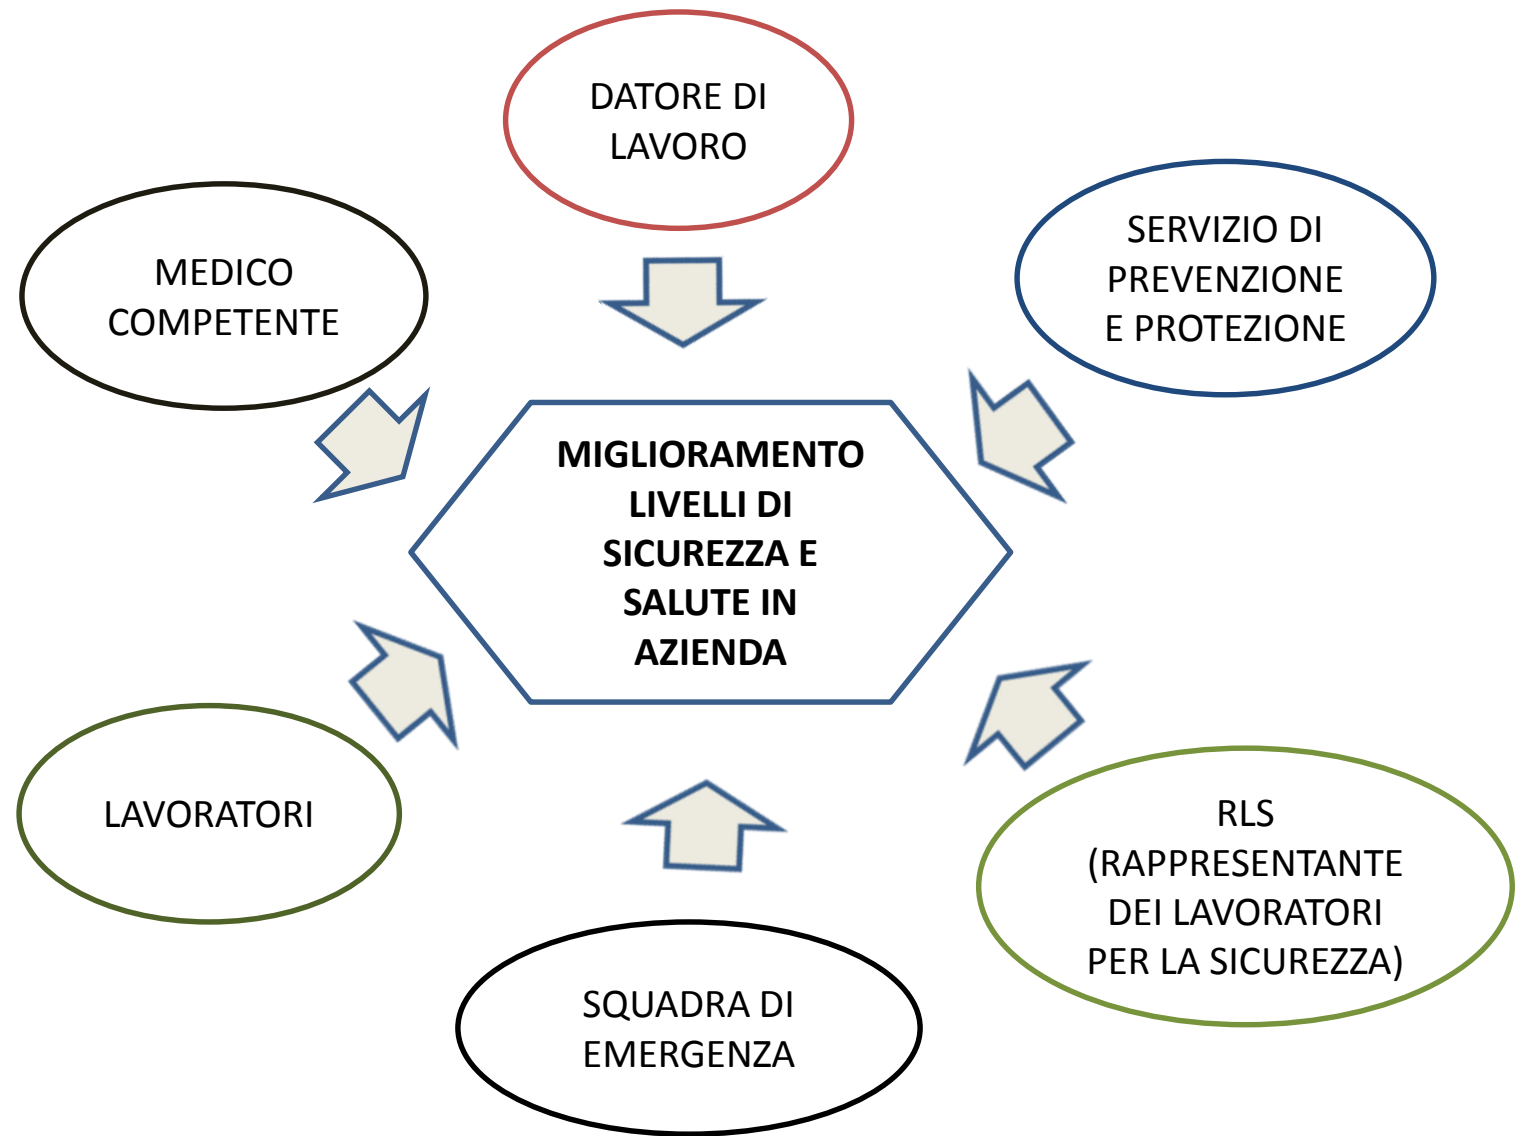 DATORE DI
LAVORO
MEDICO
COMPETENTE
SERVIZIO DI
PREVENZIONE
E PROTEZIONE
MIGLIORAMENTO
LIVELLI DI
SICUREZZA E
SALUTE IN
AZIENDA
LAVORATORI
RLS
(RAPPRESENTANTE
DEI LAVORATORI
PER LA SICUREZZA)
SQUADRA DI
EMERGENZA